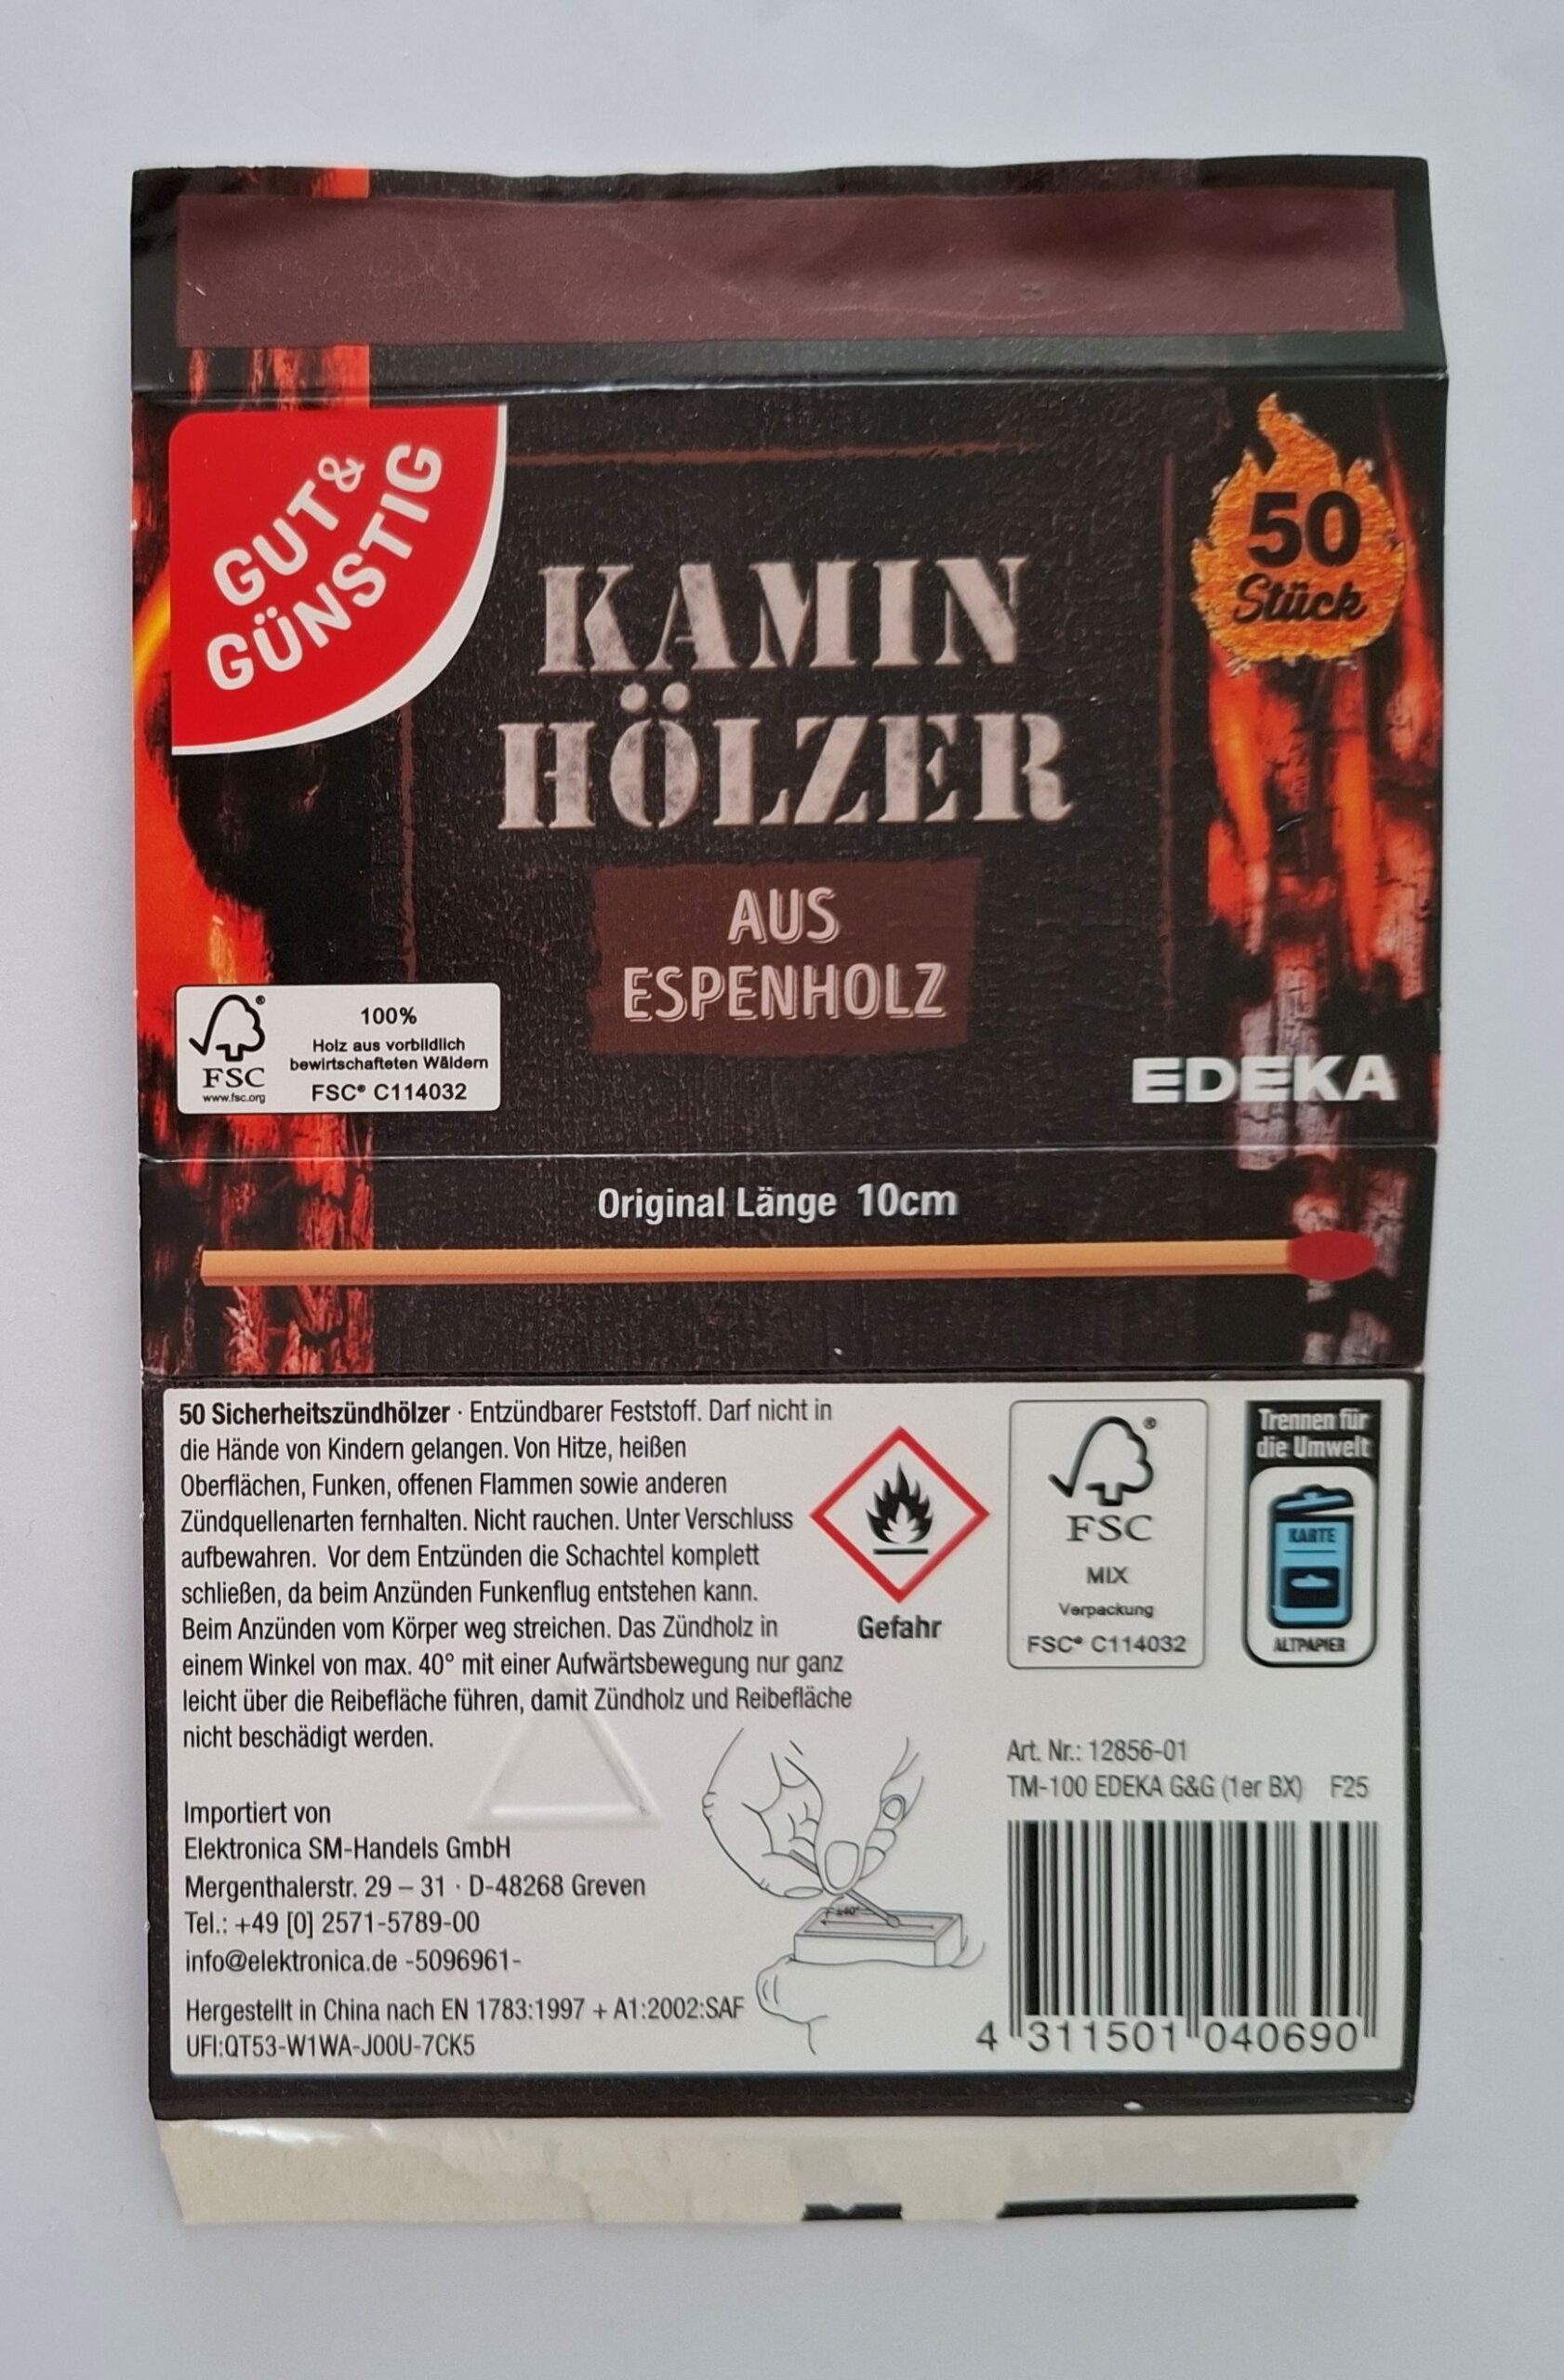 GUT&
GÜNSTIG
50
Stück
KAMIN
HÖLZER
AUS
ESPENHOLZ
FSC®
www.fsc.org
100%
Holz aus vorbildlich
bewirtschafteten Wäldern
FSC® C114032
EDEKA
Original Länge 10cm
50 Sicherheitszündhölzer · Entzündbarer Feststoff. Darf nicht in
die Hände von Kindern gelangen. Von Hitze, heißen
Oberflächen, Funken, offenen Flammen sowie anderen
Zündquellenarten fernhalten. Nicht rauchen. Unter Verschluss
aufbewahren. Vor dem Entzünden die Schachtel komplett
schließen, da beim Anzünden Funkenflug entstehen kann.
Beim Anzünden vom Körper weg streichen. Das Zündholz in
einem Winkel von max. 40° mit einer Aufwärtsbewegung nur ganz
leicht über die Reibefläche führen, damit Zündholz und Reibefläche
nicht beschädigt werden.
Gefahr
®
FSC
MIX
Verpackung
FSC® C114032
Trennen für
die Umwelt
KARTE
ALTPAPIER
Importiert von
Elektronica SM-Handels GmbH
Mergenthalerstr. 29 – 31 · D-48268 Greven
Tel.: +49 [0] 2571-5789-00
info@elektronica.de -5096961-
Hergestellt in China nach EN 1783:1997 + A1:2002:SAF
UFI:QT53-W1WA-J00U-7CK5
≤40°
Art. Nr.: 12856-01
TM-100 EDEKA G&G (1er BX) F25
4 311501 040690